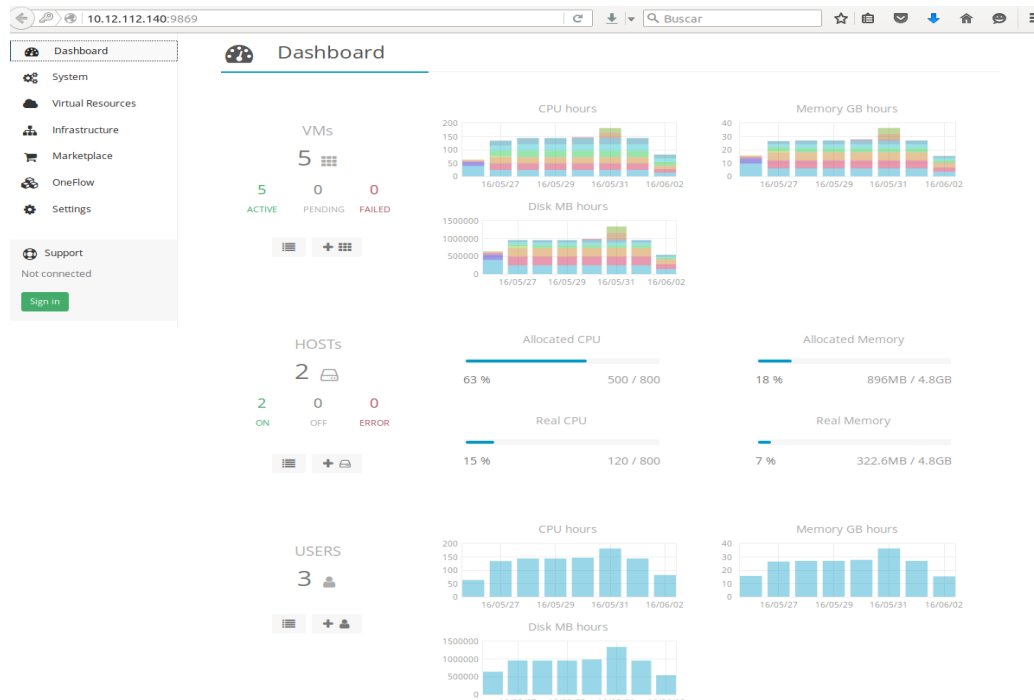 10.12.112.140:9869
Buscar
Dashboard
System
Virtual Resources
Infrastructure
Marketplace
OneFlow
Settings
Support
Not connected
Sign in
Dashboard
VMs
5
5 0 0
ACTIVE PENDING FAILED
CPU hours
200
150
100
50
0
16/05/27 16/05/29 16/05/31 16/06/02
Memory GB hours
40
30
20
10
0
16/05/27 16/05/29 16/05/31 16/06/02
Disk MB hours
1500000
1000000
500000
0
16/05/27 16/05/29 16/05/31 16/06/02
HOSTs
2
2 0 0
ON OFF ERROR
Allocated CPU
63 % 500 / 800
Allocated Memory
18 % 896MB / 4.8GB
Real CPU
15 % 120 / 800
Real Memory
7 % 322.6MB / 4.8GB
USERS
3
CPU hours
200
150
100
50
0
16/05/27 16/05/29 16/05/31 16/06/02
Memory GB hours
40
30
20
10
0
16/05/27 16/05/29 16/05/31 16/06/02
Disk MB hours
1500000
1000000
500000
0